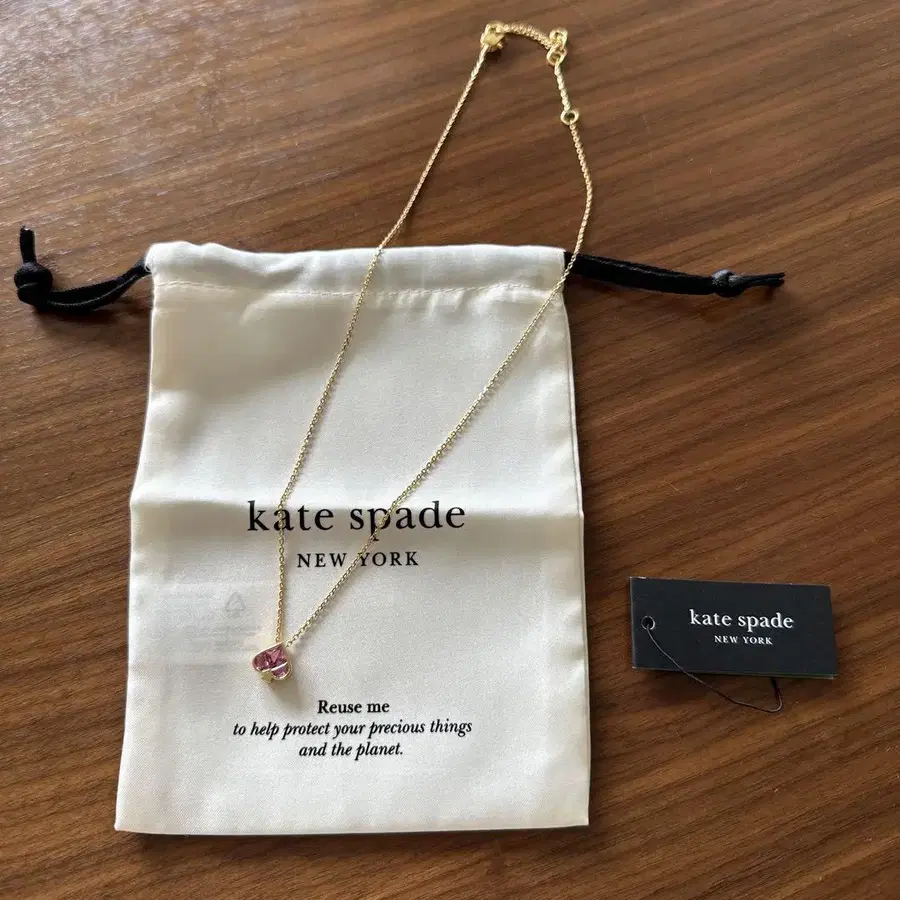 kate spade
NEW YORK
Reuse me
to help protect your precious things
and the planet.
kate spade
NEW YORK